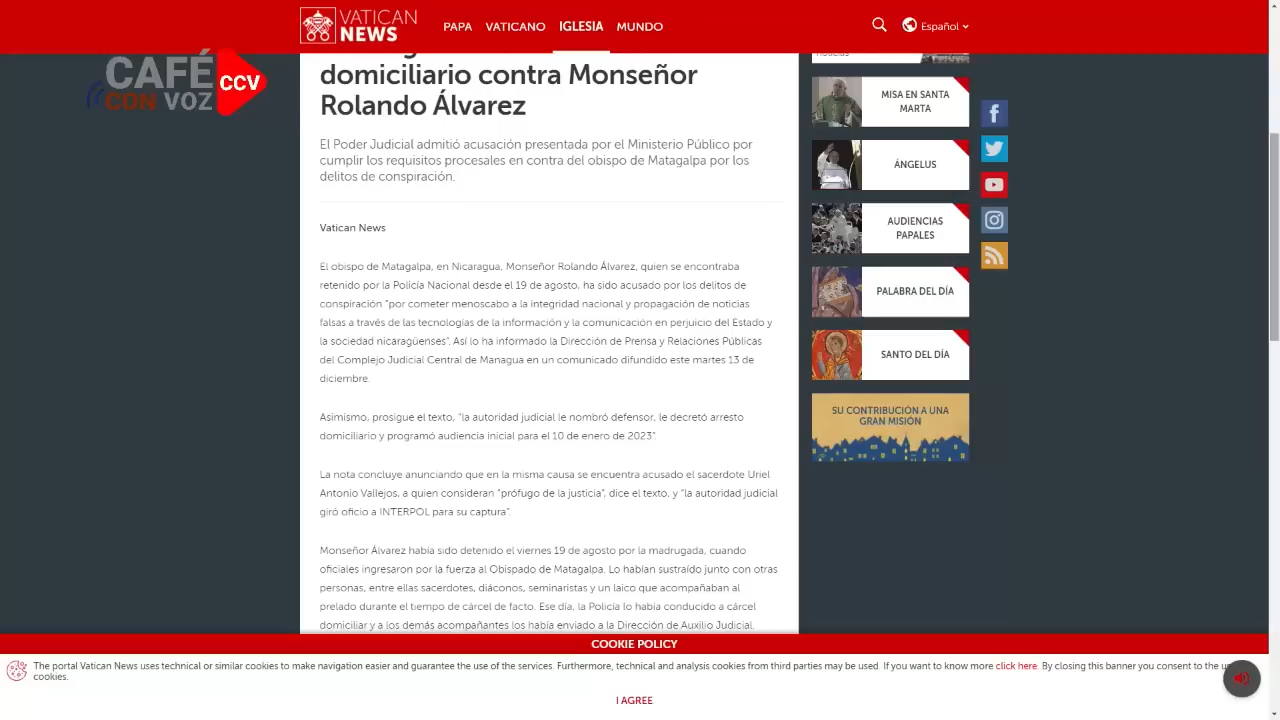 VATICAN
NEWS
PAPA
VATICANO
IGLESIA
MUNDO
Español
CAFÉ
CON VOZ
CCV
domiciliario contra Monseñor
Rolando Álvarez
El Poder Judicial admitió acusación presentada por el Ministerio Público por
cumplir los requisitos procesales en contra del obispo de Matagalpa por los
delitos de conspiración.
Vatican News
El obispo de Matagalpa, en Nicaragua, Monseñor Rolando Álvarez, quien se encontraba
retenido por la Policía Nacional desde el 19 de agosto, ha sido acusado por los delitos de
conspiración "por cometer menoscabo a la integridad nacional y propagación de noticias
falsas a través de las tecnologías de la información y la comunicación en perjuicio del Estado y
la sociedad nicaragüenses". Así lo ha informado la Dirección de Prensa y Relaciones Públicas
del Complejo Judicial Central de Managua en un comunicado difundido este martes 13 de
diciembre.
Asimismo, prosigue el texto, "la autoridad judicial le nombró defensor, le decretó arresto
domiciliario y programó audiencia inicial para el 10 de enero de 2023".
La nota concluye anunciando que en la misma causa se encuentra acusado el sacerdote Uriel
Antonio Vallejos, a quien consideran "prófugo de la justicia", dice el texto, y "la autoridad judicial
giró oficio a INTERPOL para su captura".
Monseñor Álvarez había sido detenido el viernes 19 de agosto por la madrugada, cuando
oficiales ingresaron por la fuerza al Obispado de Matagalpa. Lo habían sustraído junto con otras
personas, entre ellas sacerdotes, diáconos, seminaristas y un laico que acompañaban al
prelado durante el tiempo de cárcel de facto. Ese día, la Policía lo había conducido a cárcel
domiciliar y a los demás acompañantes los había enviado a la Dirección de Auxilio Judicial.
MISA EN SANTA
MARTA
ÁNGELUS
AUDIENCIAS
PAPALES
PALABRA DEL DÍA
SANTO DEL DÍA
SU CONTRIBUCIÓN A UNA
GRAN MISIÓN
COOKIE POLICY
The portal Vatican News uses technical or similar cookies to make navigation easier and guarantee the use of the services. Furthermore, technical and analysis cookies from third parties may be used. If you want to know more click here. By closing this banner you consent to the
cookies.
I AGREE